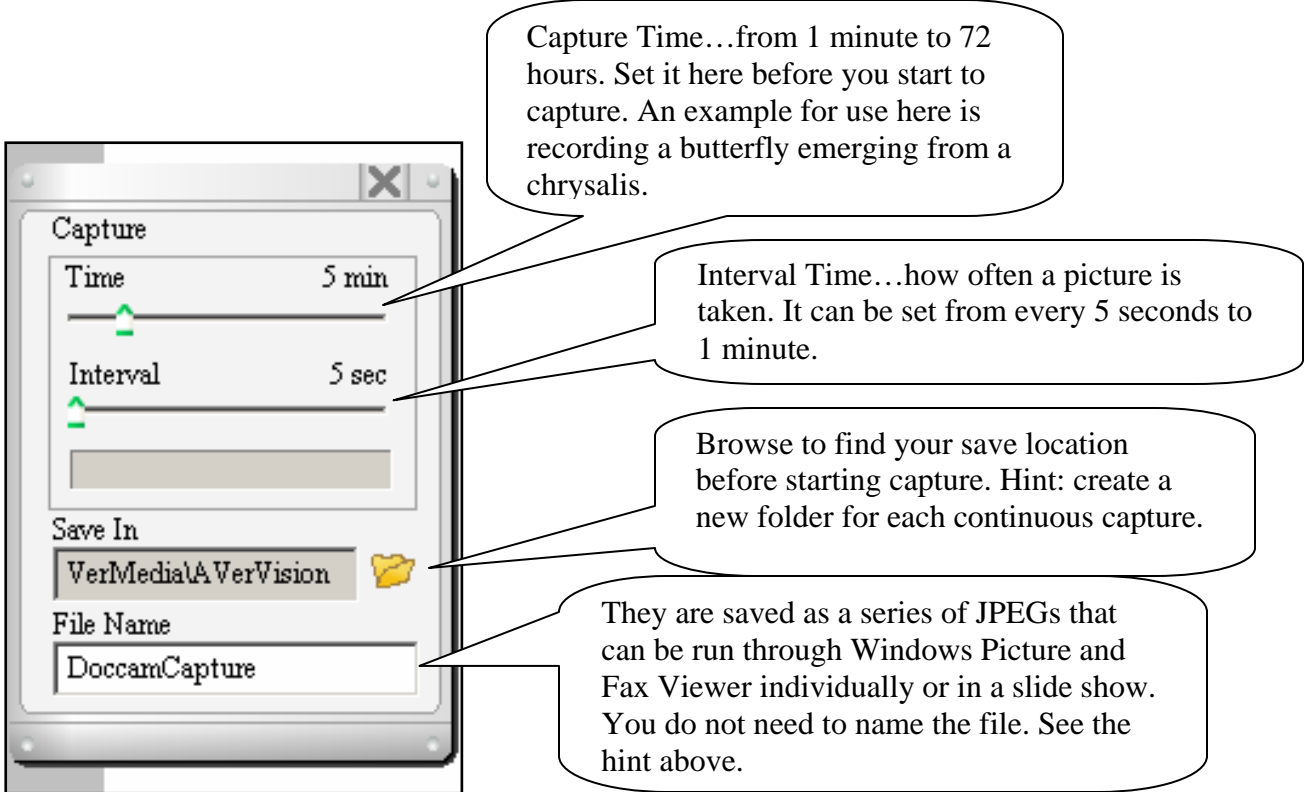 Capture Time…from 1 minute to 72
hours. Set it here before you start to
capture. An example for use here is
recording a butterfly emerging from a
chrysalis.
Capture
Time 5 min
Interval 5 sec
Interval Time…how often a picture is
taken. It can be set from every 5 seconds to
1 minute.
Browse to find your save location
before starting capture. Hint: create a
new folder for each continuous capture.
Save In
VerMedia\AVerVision
File Name
DoccamCapture
They are saved as a series of JPEGs that
can be run through Windows Picture and
Fax Viewer individually or in a slide show.
You do not need to name the file. See the
hint above.